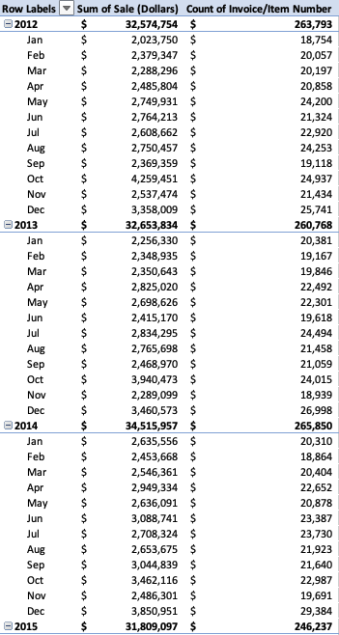 Row Labels Sum of Sale (Dollars) Count of Invoice/Item Number
2012 $ 32,574,754 $ 263,793
Jan $ 2,023,750 $ 18,754
Feb $ 2,379,347 $ 20,057
Mar $ 2,288,296 $ 20,197
Apr $ 2,485,804 $ 20,858
May $ 2,749,931 $ 24,200
Jun $ 2,764,213 $ 21,324
Jul $ 2,608,662 $ 22,920
Aug $ 2,750,457 $ 24,253
Sep $ 2,369,359 $ 19,118
Oct $ 4,259,451 $ 24,937
Nov $ 2,537,474 $ 21,434
Dec $ 3,358,009 $ 25,741
2013 $ 32,653,834 $ 260,768
Jan $ 2,256,330 $ 20,381
Feb $ 2,348,935 $ 19,167
Mar $ 2,350,643 $ 19,846
Apr $ 2,825,020 $ 22,492
May $ 2,698,626 $ 22,301
Jun $ 2,415,170 $ 19,618
Jul $ 2,834,295 $ 24,494
Aug $ 2,765,698 $ 21,458
Sep $ 2,468,970 $ 21,059
Oct $ 3,940,473 $ 24,015
Nov $ 2,289,099 $ 18,939
Dec $ 3,460,573 $ 26,998
2014 $ 34,515,957 $ 265,850
Jan $ 2,635,556 $ 20,310
Feb $ 2,453,668 $ 18,864
Mar $ 2,546,361 $ 20,404
Apr $ 2,949,334 $ 22,652
May $ 2,636,091 $ 20,878
Jun $ 3,088,741 $ 23,387
Jul $ 2,708,324 $ 23,730
Aug $ 2,653,675 $ 21,923
Sep $ 3,044,839 $ 21,640
Oct $ 3,462,116 $ 22,987
Nov $ 2,486,301 $ 19,691
Dec $ 3,850,951 $ 29,384
2015 $ 31,809,097 $ 246,237